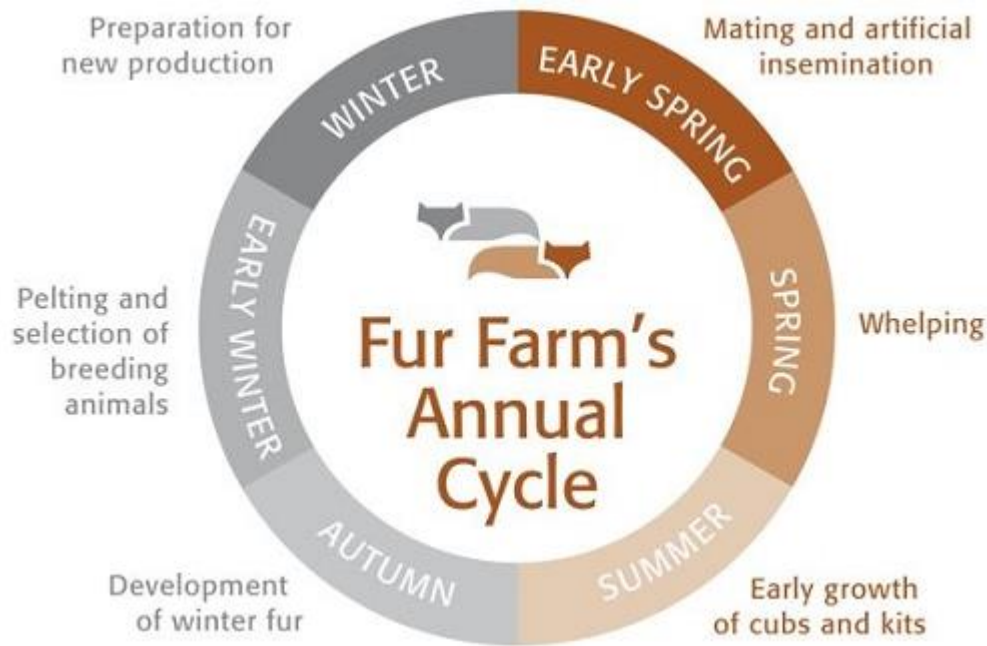 Preparation for
new production
WINTER
EARLY SPRING
Mating and artificial
insemination
SPRING
Whelping
SUMMER
Early growth
of cubs and kits
AUTUMN
Development
of winter fur
EARLY WINTER
Pelting and
selection of
breeding
animals
Fur Farm's
Annual
Cycle